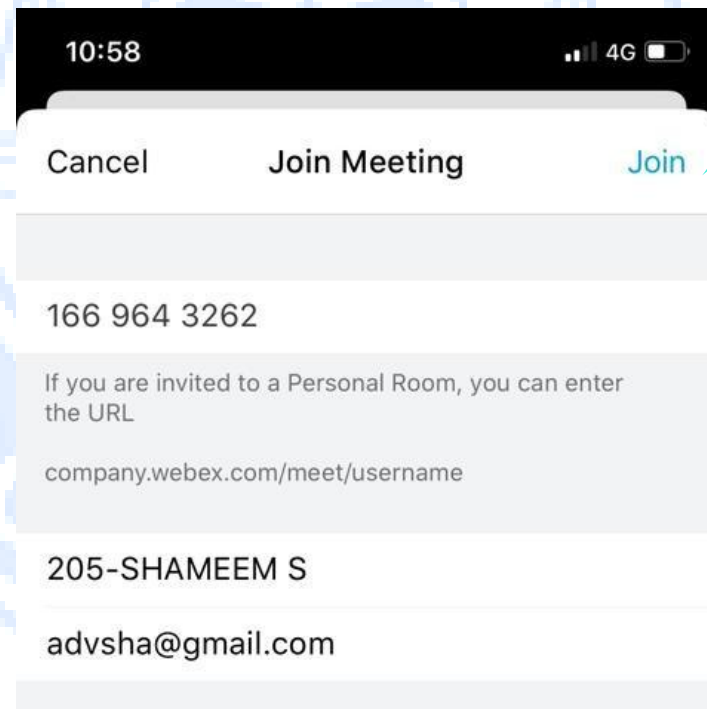 10:58 4G
Cancel Join Meeting Join
166 964 3262
If you are invited to a Personal Room, you can enter
the URL
company.webex.com/meet/username
205-SHAMEEM S
advsha@gmail.com